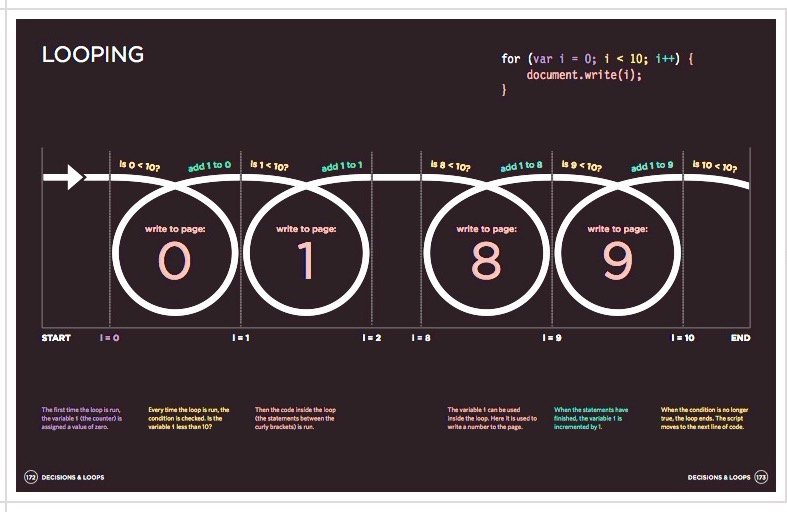 LOOPING
for (var i = 0; i < 10; i++) {
document.write(i);
}
is 0 < 10?
add 1 to 0
is 1 < 10?
add 1 to 1
is 8 < 10?
add 1 to 8
is 9 < 10?
add 1 to 9
is 10 < 10?
write to page:
0
write to page:
1
write to page:
8
write to page:
9
START
i = 0
i = 1
i = 2
i = 8
i = 9
i = 10
END
The first time the loop is run,
the variable 1 (the counter) is
assigned a value of zero.
Every time the loop is run, the
condition is checked. Is the
variable 1 less than 10?
Then the code inside the loop
(the statements between the
curly brackets) is run.
The variable 1 can be used
inside the loop. Here it is used to
write a number to the page.
When the statements have
finished, the variable 1 is
incremented by 1.
When the condition is no longer
true, the loop ends. The script
moves to the next line of code.
172 DECISIONS & LOOPS
DECISIONS & LOOPS 173